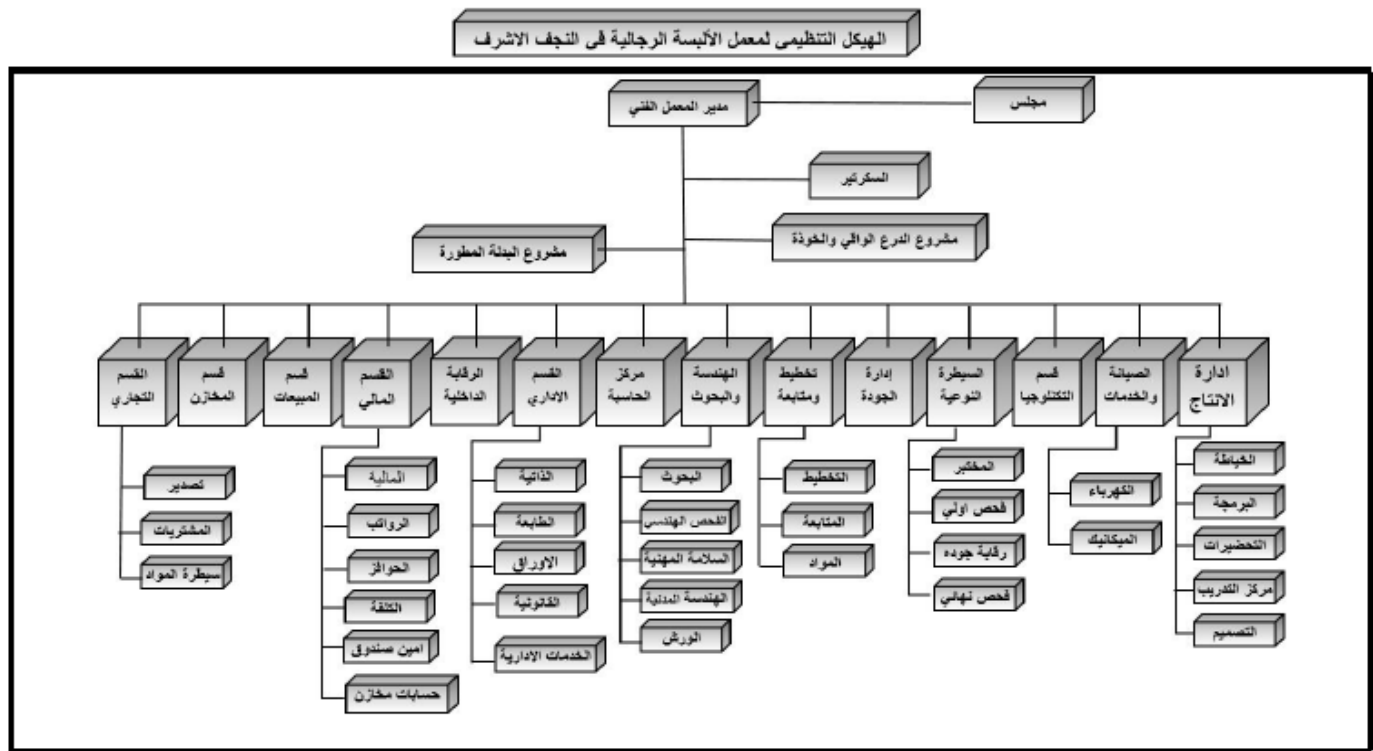 الهيكل التنظيمي لمعمل الألبسة الرجالية في النجف الاشرف
مدير المعمل الفني
مجلس
السكرتير
مشروع الدرع الواقي والخوذة
مشروع البدلة المطورة
ادارة
الانتاج
الصيانة
والخدمات
قسم
التكنلوجيا
السيطرة
النوعية
إدارة
الجودة
تخطيط
ومتابعة
الهندسة
والبحوث
مركز
الحاسبة
القسم
الاداري
الرقابة
الداخلية
القسم
المالي
قسم
المبيعات
قسم
المخازن
القسم
التجاري
الخياطة
البرمجة
التحضيرات
مركز التدريب
التصميم
الكهرباء
الميكانيك
المختبر
فحص اولي
رقابة جوده
فحص نهائي
التخطيط
المتابعة
المواد
البحوث
الفحص الهندسي
السلامة المهنية
الهندسة المدنية
الورش
الذاتية
الطابعة
الاوراق
القانونية
الخدمات الادارية
المالية
الرواتب
الحوافز
الكلفة
امين صندوق
حسابات مخازن
تصدير
المشتريات
سيطرة المواد